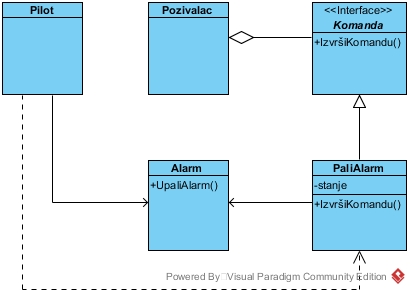 Pilot
Pozivalac
<<Interface>>
Komanda
+IzvršiKomandu()
Alarm
+UpaliAlarm()
PaliAlarm
-stanje
+IzvršiKomandu()
Powered By Visual Paradigm Community Edition